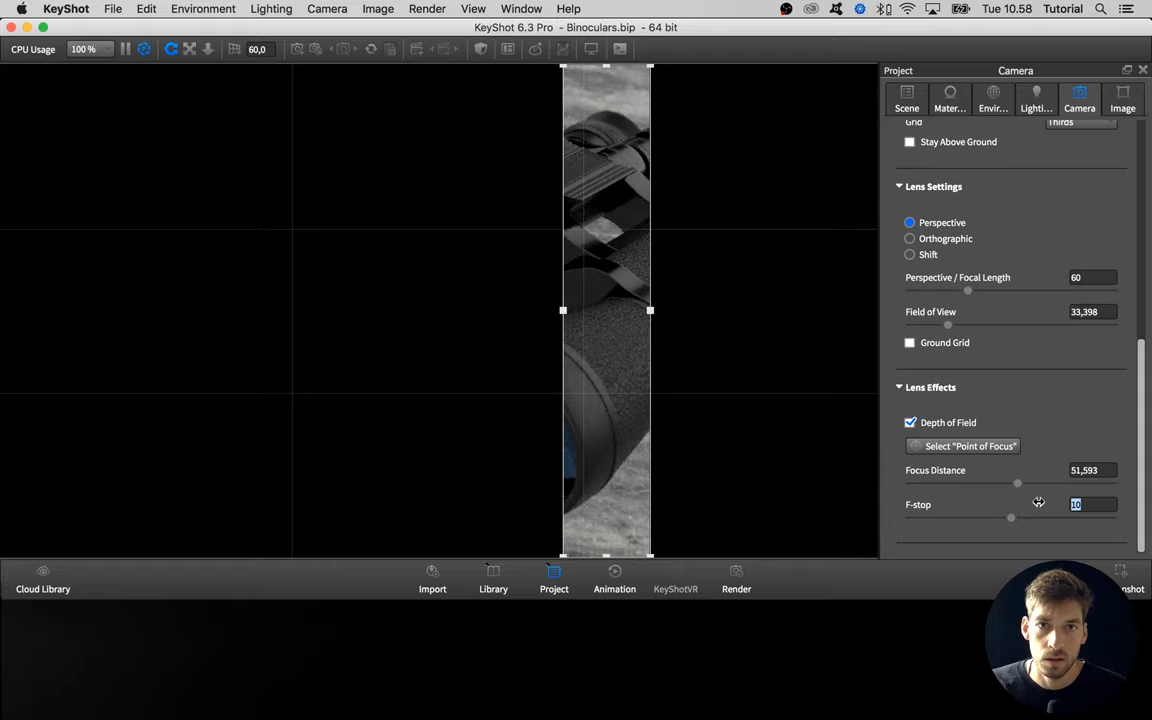 KeyShot File Edit Environment Lighting Camera Image Render View Window Help Tue 10.58 Tutorial
KeyShot 6.3 Pro - Binoculars.bip - 64 bit
CPU Usage 100 % 60,0
Project Camera
Scene Mater... Envir... Lighti... Camera Image
Grid Thirds
Stay Above Ground
Lens Settings
Perspective
Orthographic
Shift
Perspective / Focal Length 60
Field of View 33,398
Ground Grid
Lens Effects
Depth of Field
Select "Point of Focus"
Focus Distance 51,593
F-stop 10
Cloud Library Import Library Project Animation KeyShotVR Render